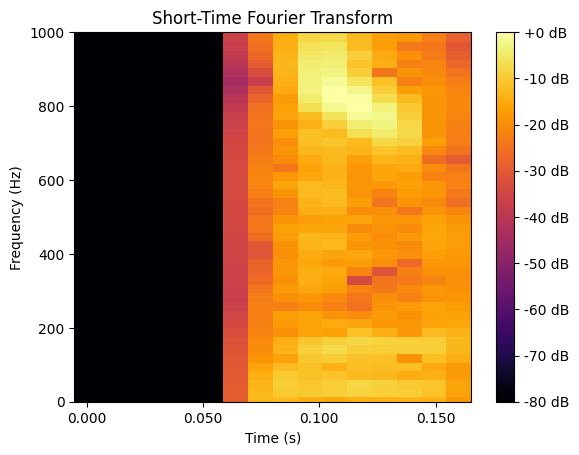 Short-Time Fourier Transform
Frequency (Hz)
1000
800
600
400
200
0
0.000
0.050
0.100
0.150
Time (s)
+0 dB
-10 dB
-20 dB
-30 dB
-40 dB
-50 dB
-60 dB
-70 dB
-80 dB